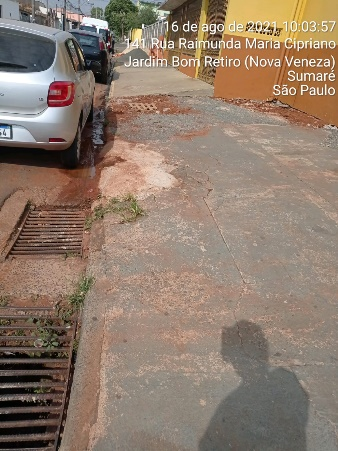 16 de ago de 2021 10:03:57
141 Rua Raimunda Maria Cipriano
Jardim Bom Retiro (Nova Veneza)
Sumaré
São Paulo